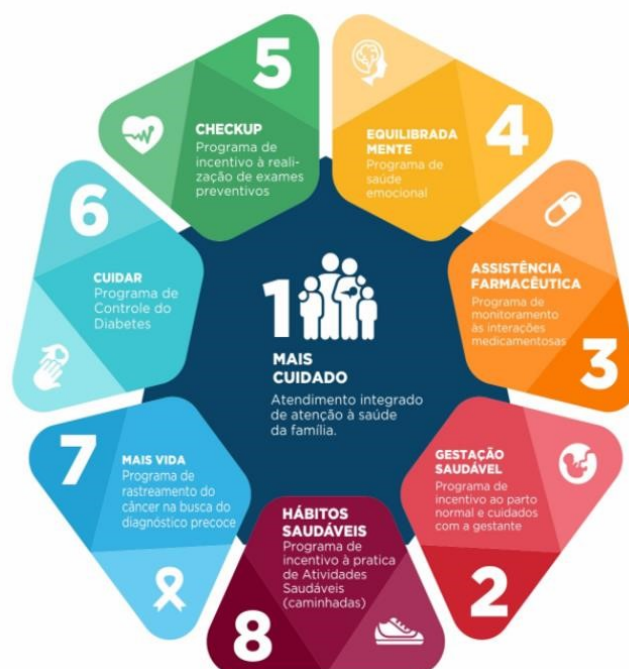 1
MAIS
CUIDADO
Atendimento integrado
de atenção à saúde
da família.
2
GESTAÇÃO
SAUDÁVEL
Programa de
incentivo ao parto
normal e cuidados
com a gestante
3
ASSISTÊNCIA
FARMACÊUTICA
Programa de
monitoramento
às interações
medicamentosas
4
EQUILIBRADA
MENTE
Programa de
saúde
emocional
5
CHECKUP
Programa de
incentivo à reali-
zação de exames
preventivos
6
CUIDAR
Programa de
Controle do
Diabetes
7
MAIS VIDA
Programa de
rastreamento do
câncer na busca do
diagnóstico precoce
8
HÁBITOS
SAUDÁVEIS
Programa de
incentivo à pratica
de Atividades
Saudáveis
(caminhadas)